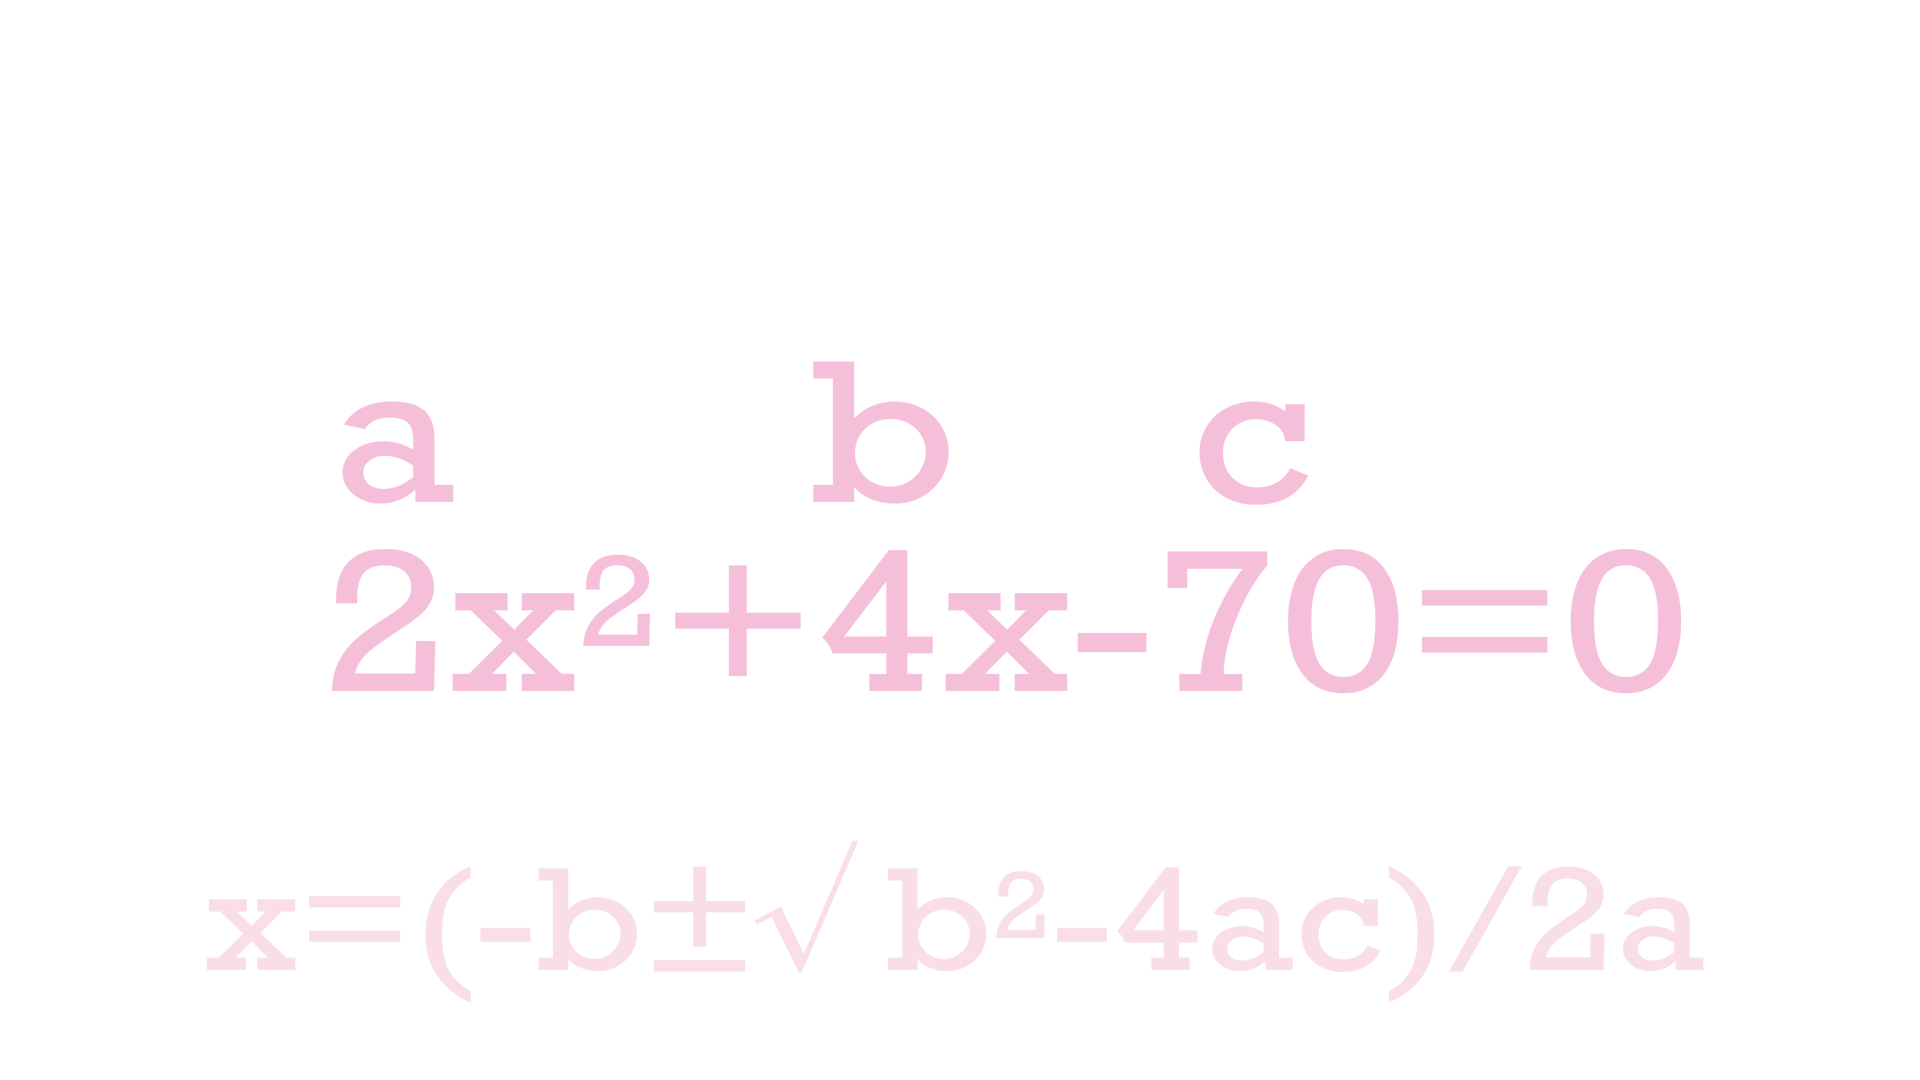 a b c
2x²+4x-70=0
x=(-b±√ b²-4ac)/2a